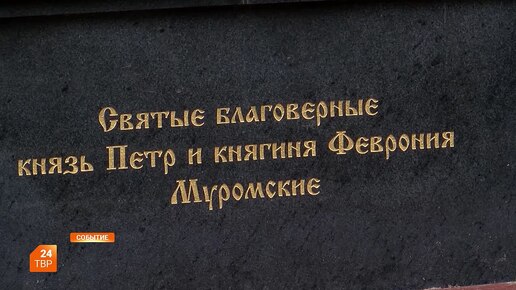 Святые благоверные
князь Петр и княгиня Феврония
Муромские
СОБЫТИЕ
24
ТВР